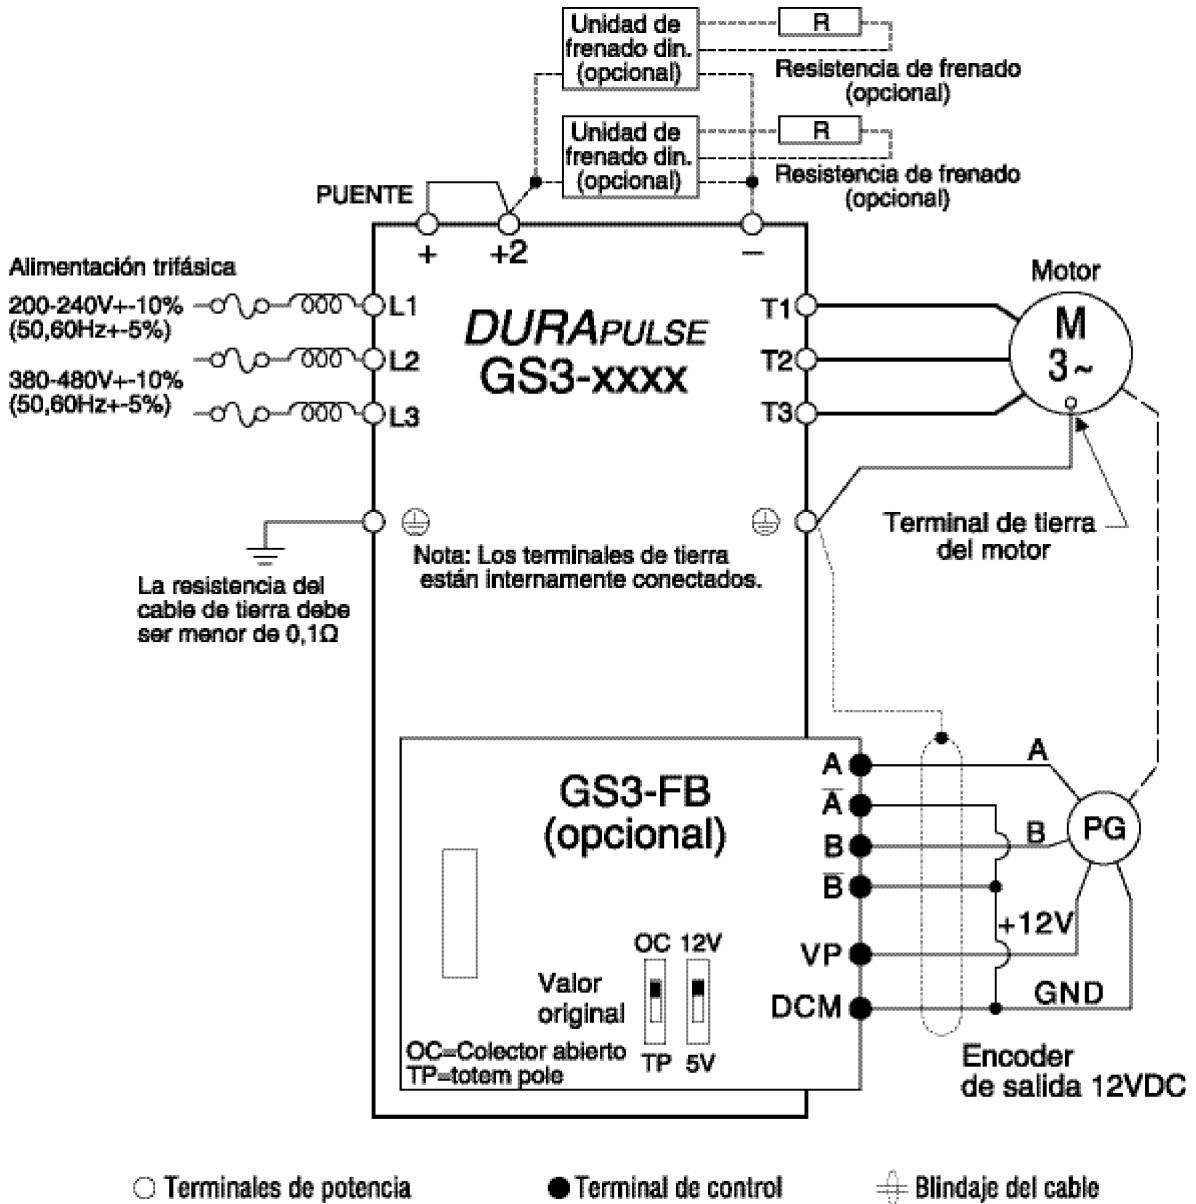 Unidad de
frenado din.
(opcional)
R
Resistencia de frenado
(opcional)
Unidad de
frenado din.
(opcional)
R
Resistencia de frenado
(opcional)
PUENTE
+
+2
–
Alimentación trifásica
200-240V+-10%
(50,60Hz+-5%)
380-480V+-10%
(50,60Hz+-5%)
L1
L2
L3
DURAPULSE
GS3-xxxx
T1
T2
T3
Motor
M
3~
Terminal de tierra
del motor
Nota: Los terminales de tierra
están internamente conectados.
La resistencia del
cable de tierra debe
ser menor de 0,1Ω
GS3-FB
(opcional)
A
A̅
B
B̅
VP
DCM
A
B
PG
+12V
GND
OC 12V
Valor
original
OC=Colector abierto
TP=totem pole
TP 5V
Encoder
de salida 12VDC
Terminales de potencia
Terminal de control
Blindaje del cable